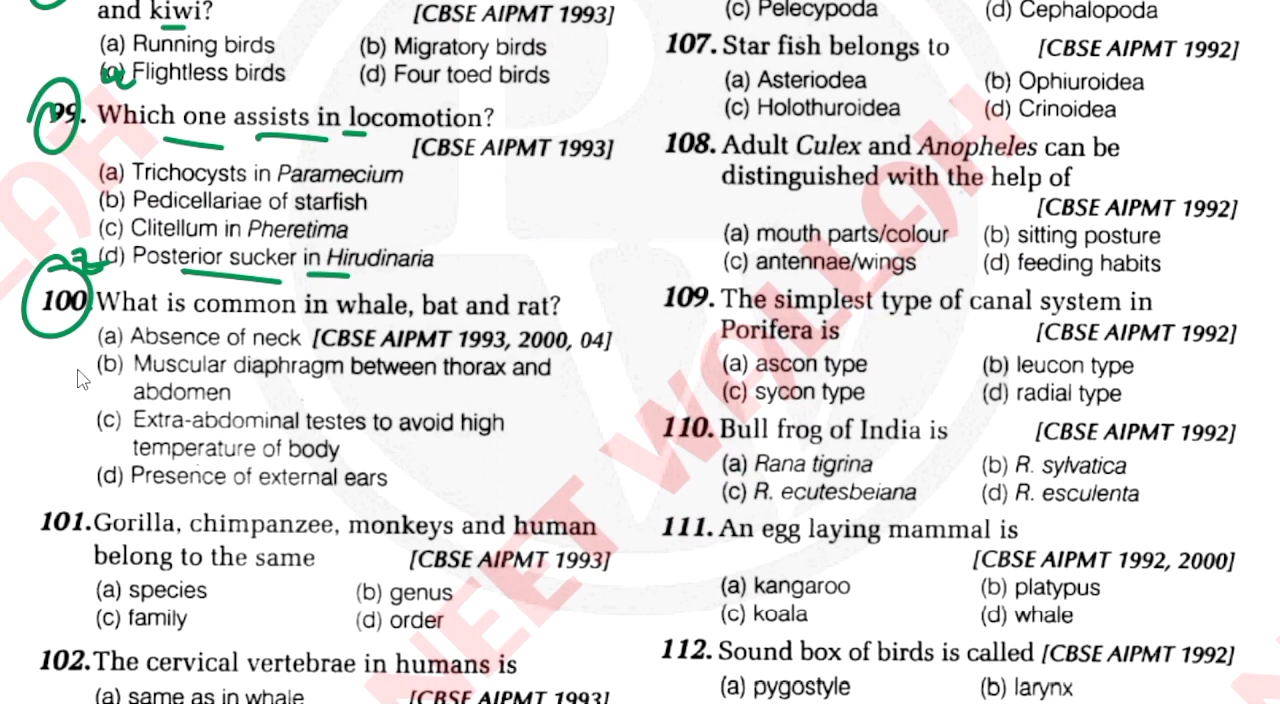 and kiwi? [CBSE AIPMT 1993]
(a) Running birds (b) Migratory birds
(c) Flightless birds (d) Four toed birds
99. Which one assists in locomotion?
[CBSE AIPMT 1993]
(a) Trichocysts in Paramecium
(b) Pedicellariae of starfish
(c) Clitellum in Pheretima
(d) Posterior sucker in Hirudinaria
100. What is common in whale, bat and rat?
(a) Absence of neck [CBSE AIPMT 1993, 2000, 04]
(b) Muscular diaphragm between thorax and
abdomen
(c) Extra-abdominal testes to avoid high
temperature of body
(d) Presence of external ears
101. Gorilla, chimpanzee, monkeys and human
belong to the same [CBSE AIPMT 1993]
(a) species (b) genus
(c) family (d) order
102. The cervical vertebrae in humans is
(a) same as in whale [CBSE AIPMT 1993]
(c) Pelecypoda (d) Cephalopoda
107. Star fish belongs to [CBSE AIPMT 1992]
(a) Asteriodea (b) Ophiuroidea
(c) Holothuroidea (d) Crinoidea
108. Adult Culex and Anopheles can be
distinguished with the help of
[CBSE AIPMT 1992]
(a) mouth parts/colour (b) sitting posture
(c) antennae/wings (d) feeding habits
109. The simplest type of canal system in
Porifera is [CBSE AIPMT 1992]
(a) ascon type (b) leucon type
(c) sycon type (d) radial type
110. Bull frog of India is [CBSE AIPMT 1992]
(a) Rana tigrina (b) R. sylvatica
(c) R. ecutesbeiana (d) R. esculenta
111. An egg laying mammal is
[CBSE AIPMT 1992, 2000]
(a) kangaroo (b) platypus
(c) koala (d) whale
112. Sound box of birds is called [CBSE AIPMT 1992]
(a) pygostyle (b) larynx
NEET WALLAH